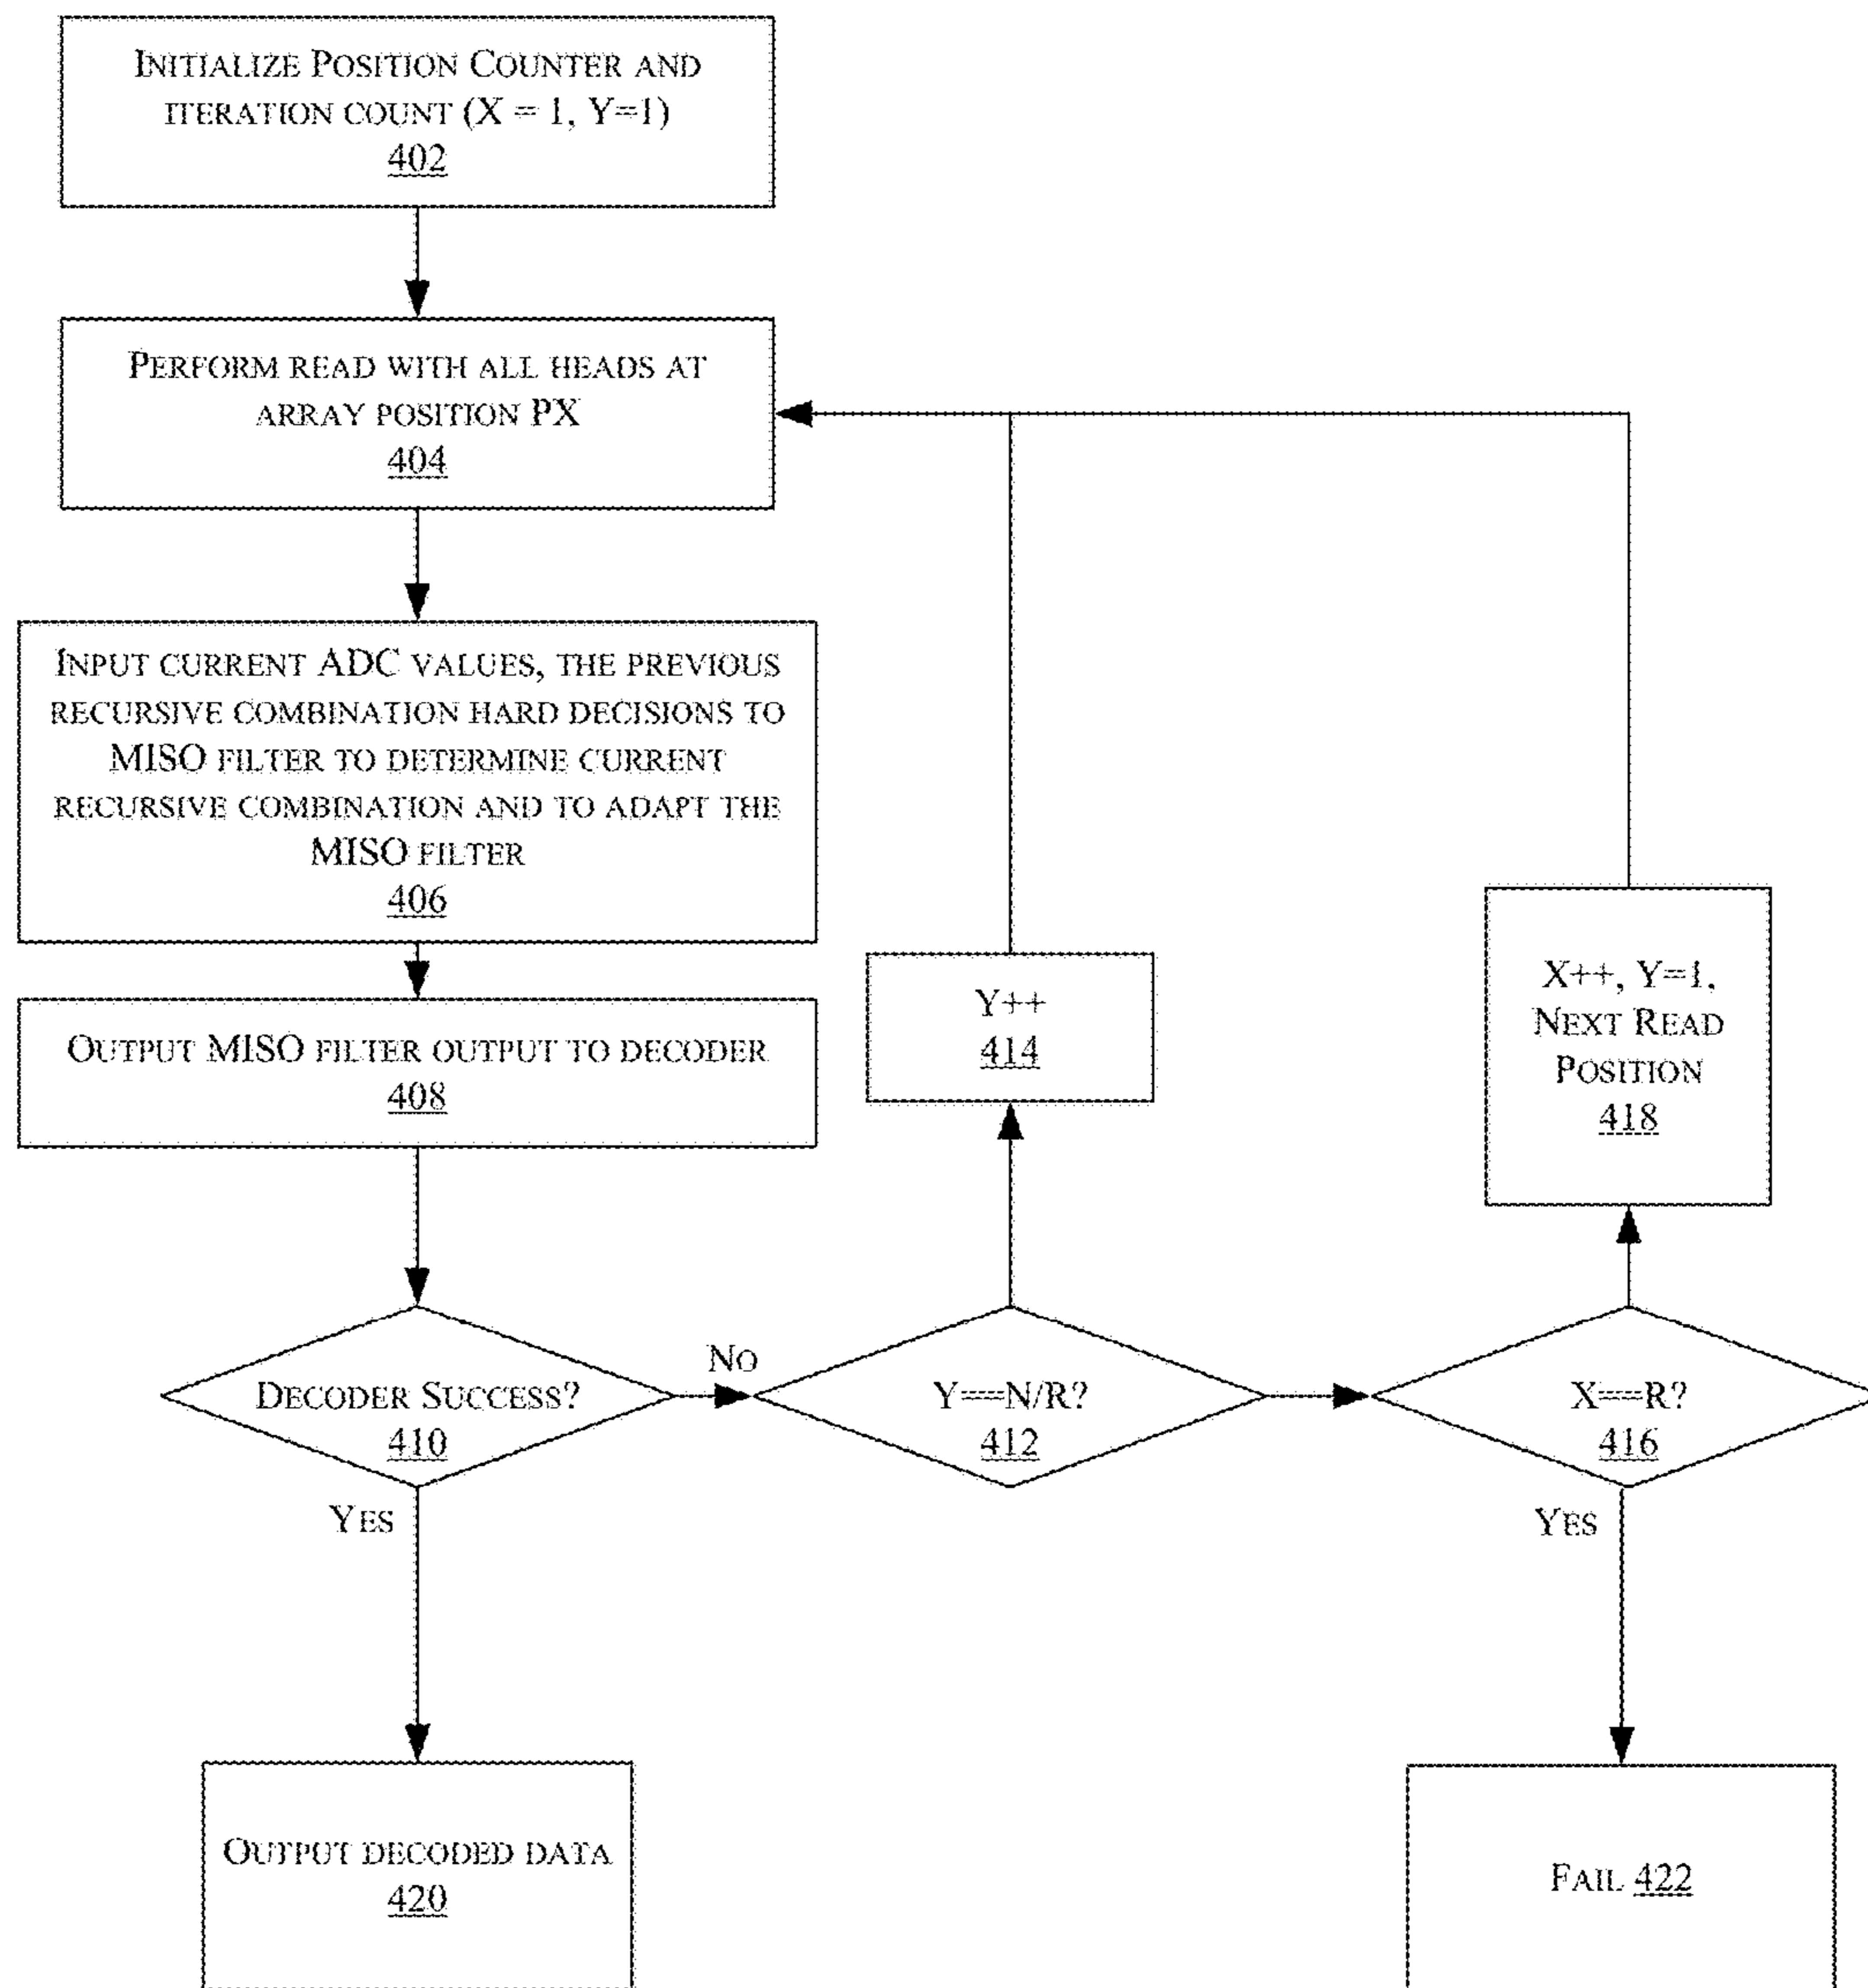 INITIALIZE POSITION COUNTER AND
ITERATION COUNT (X = 1, Y=1)
402
PERFORM READ WITH ALL HEADS AT
ARRAY POSITION PX
404
INPUT CURRENT ADC VALUES, THE PREVIOUS
RECURSIVE COMBINATION HARD DECISIONS TO
MISO FILTER TO DETERMINE CURRENT
RECURSIVE COMBINATION AND TO ADAPT THE
MISO FILTER
406
OUTPUT MISO FILTER OUTPUT TO DECODER
408
Y++
414
X++, Y=1,
NEXT READ
POSITION
418
DECODER SUCCESS?
410
NO
Y==N/R?
412
X==R?
416
YES
YES
OUTPUT DECODED DATA
420
FAIL 422